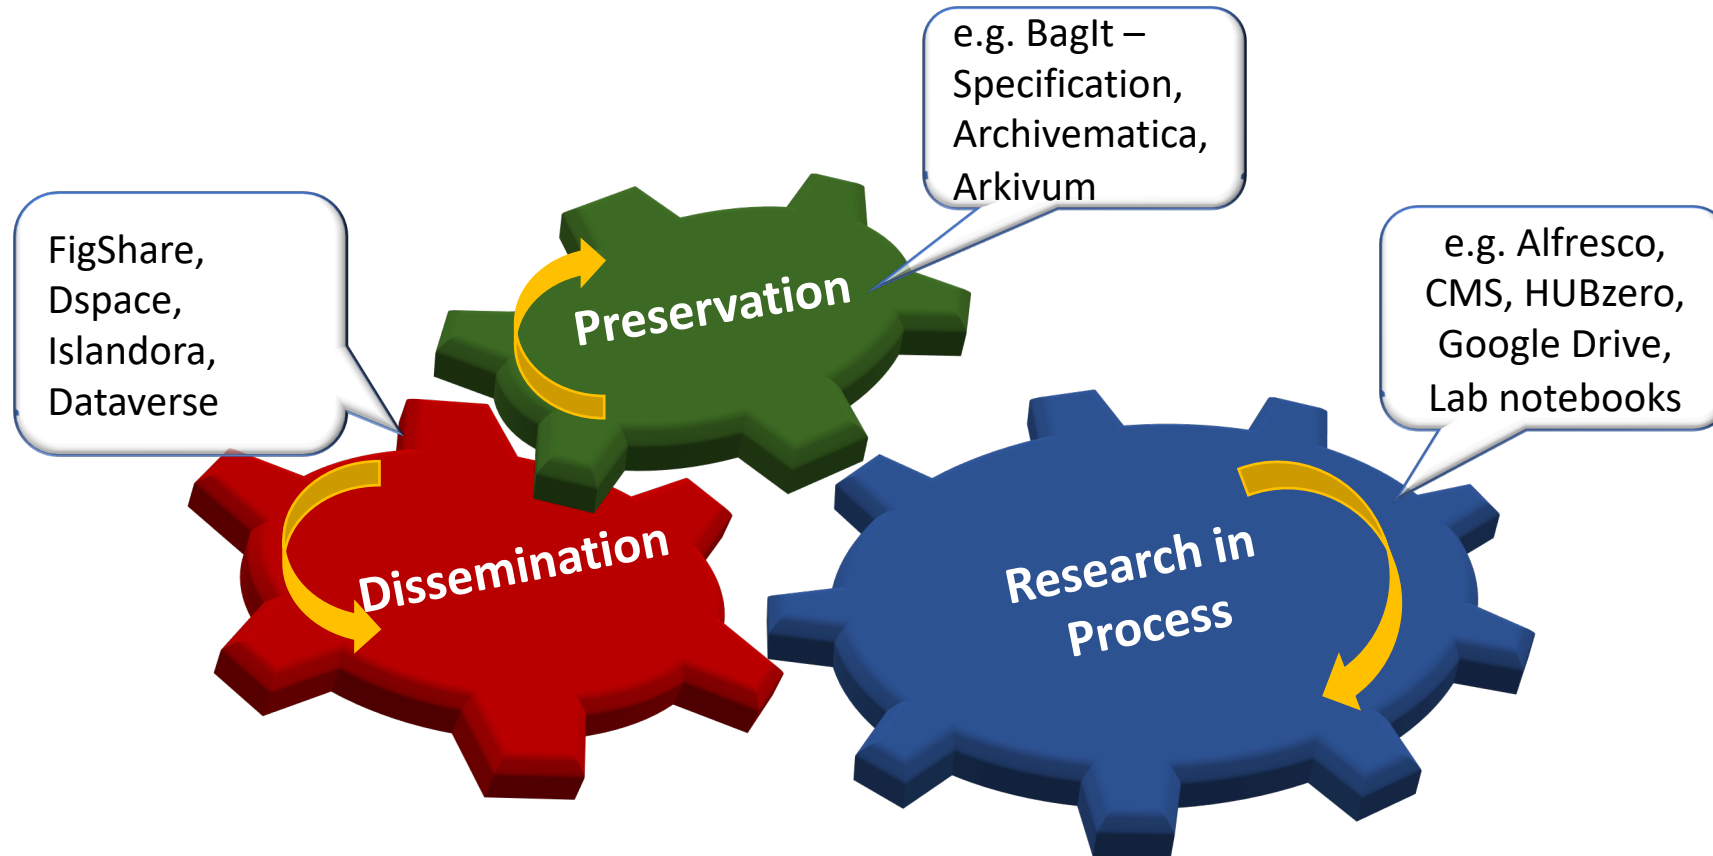 e.g. BagIt –
Specification,
Archivematica,
Arkivum
FigShare,
Dspace,
Islandora,
Dataverse
e.g. Alfresco,
CMS, HUBzero,
Google Drive,
Lab notebooks
Preservation
Dissemination
Research in
Process